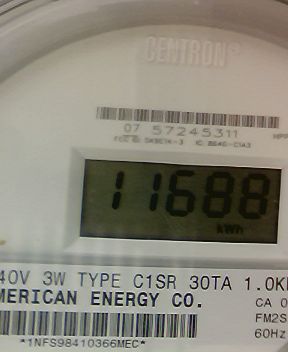 CENTRON®
07 57245311
11688
kWh
40V 3W TYPE C1SR 30TA 1.0K
MERICAN ENERGY CO.
CA 0
FM2S
60Hz
*1NFS98410366MEC*